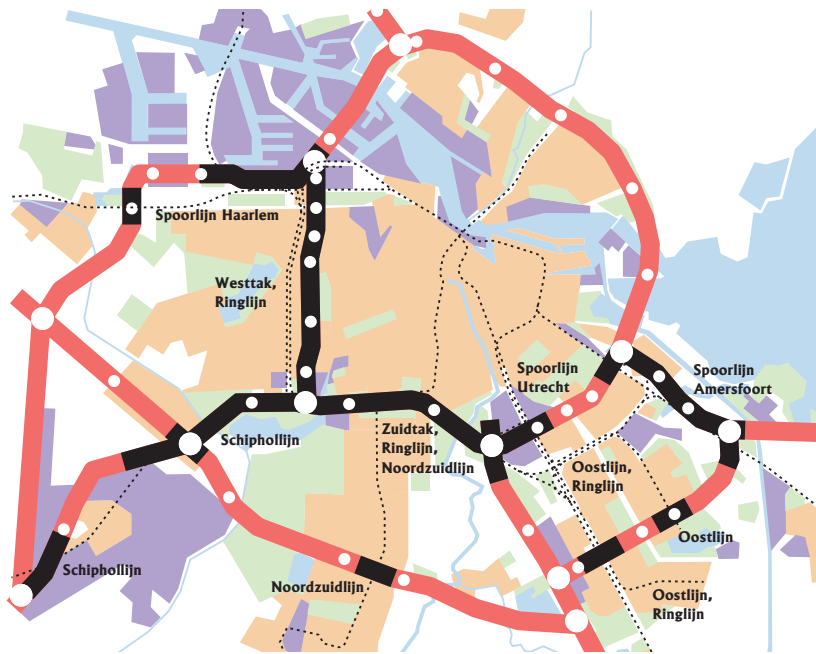 Spoorlijn Haarlem
Westtak,
Ringlijn
Spoorlijn
Utrecht
Spoorlijn
Amersfoort
Schiphollijn
Zuidtak,
Ringlijn,
Noordzuidlijn
Oostlijn,
Ringlijn
Oostlijn
Schiphollijn
Noordzuidlijn
Oostlijn,
Ringlijn